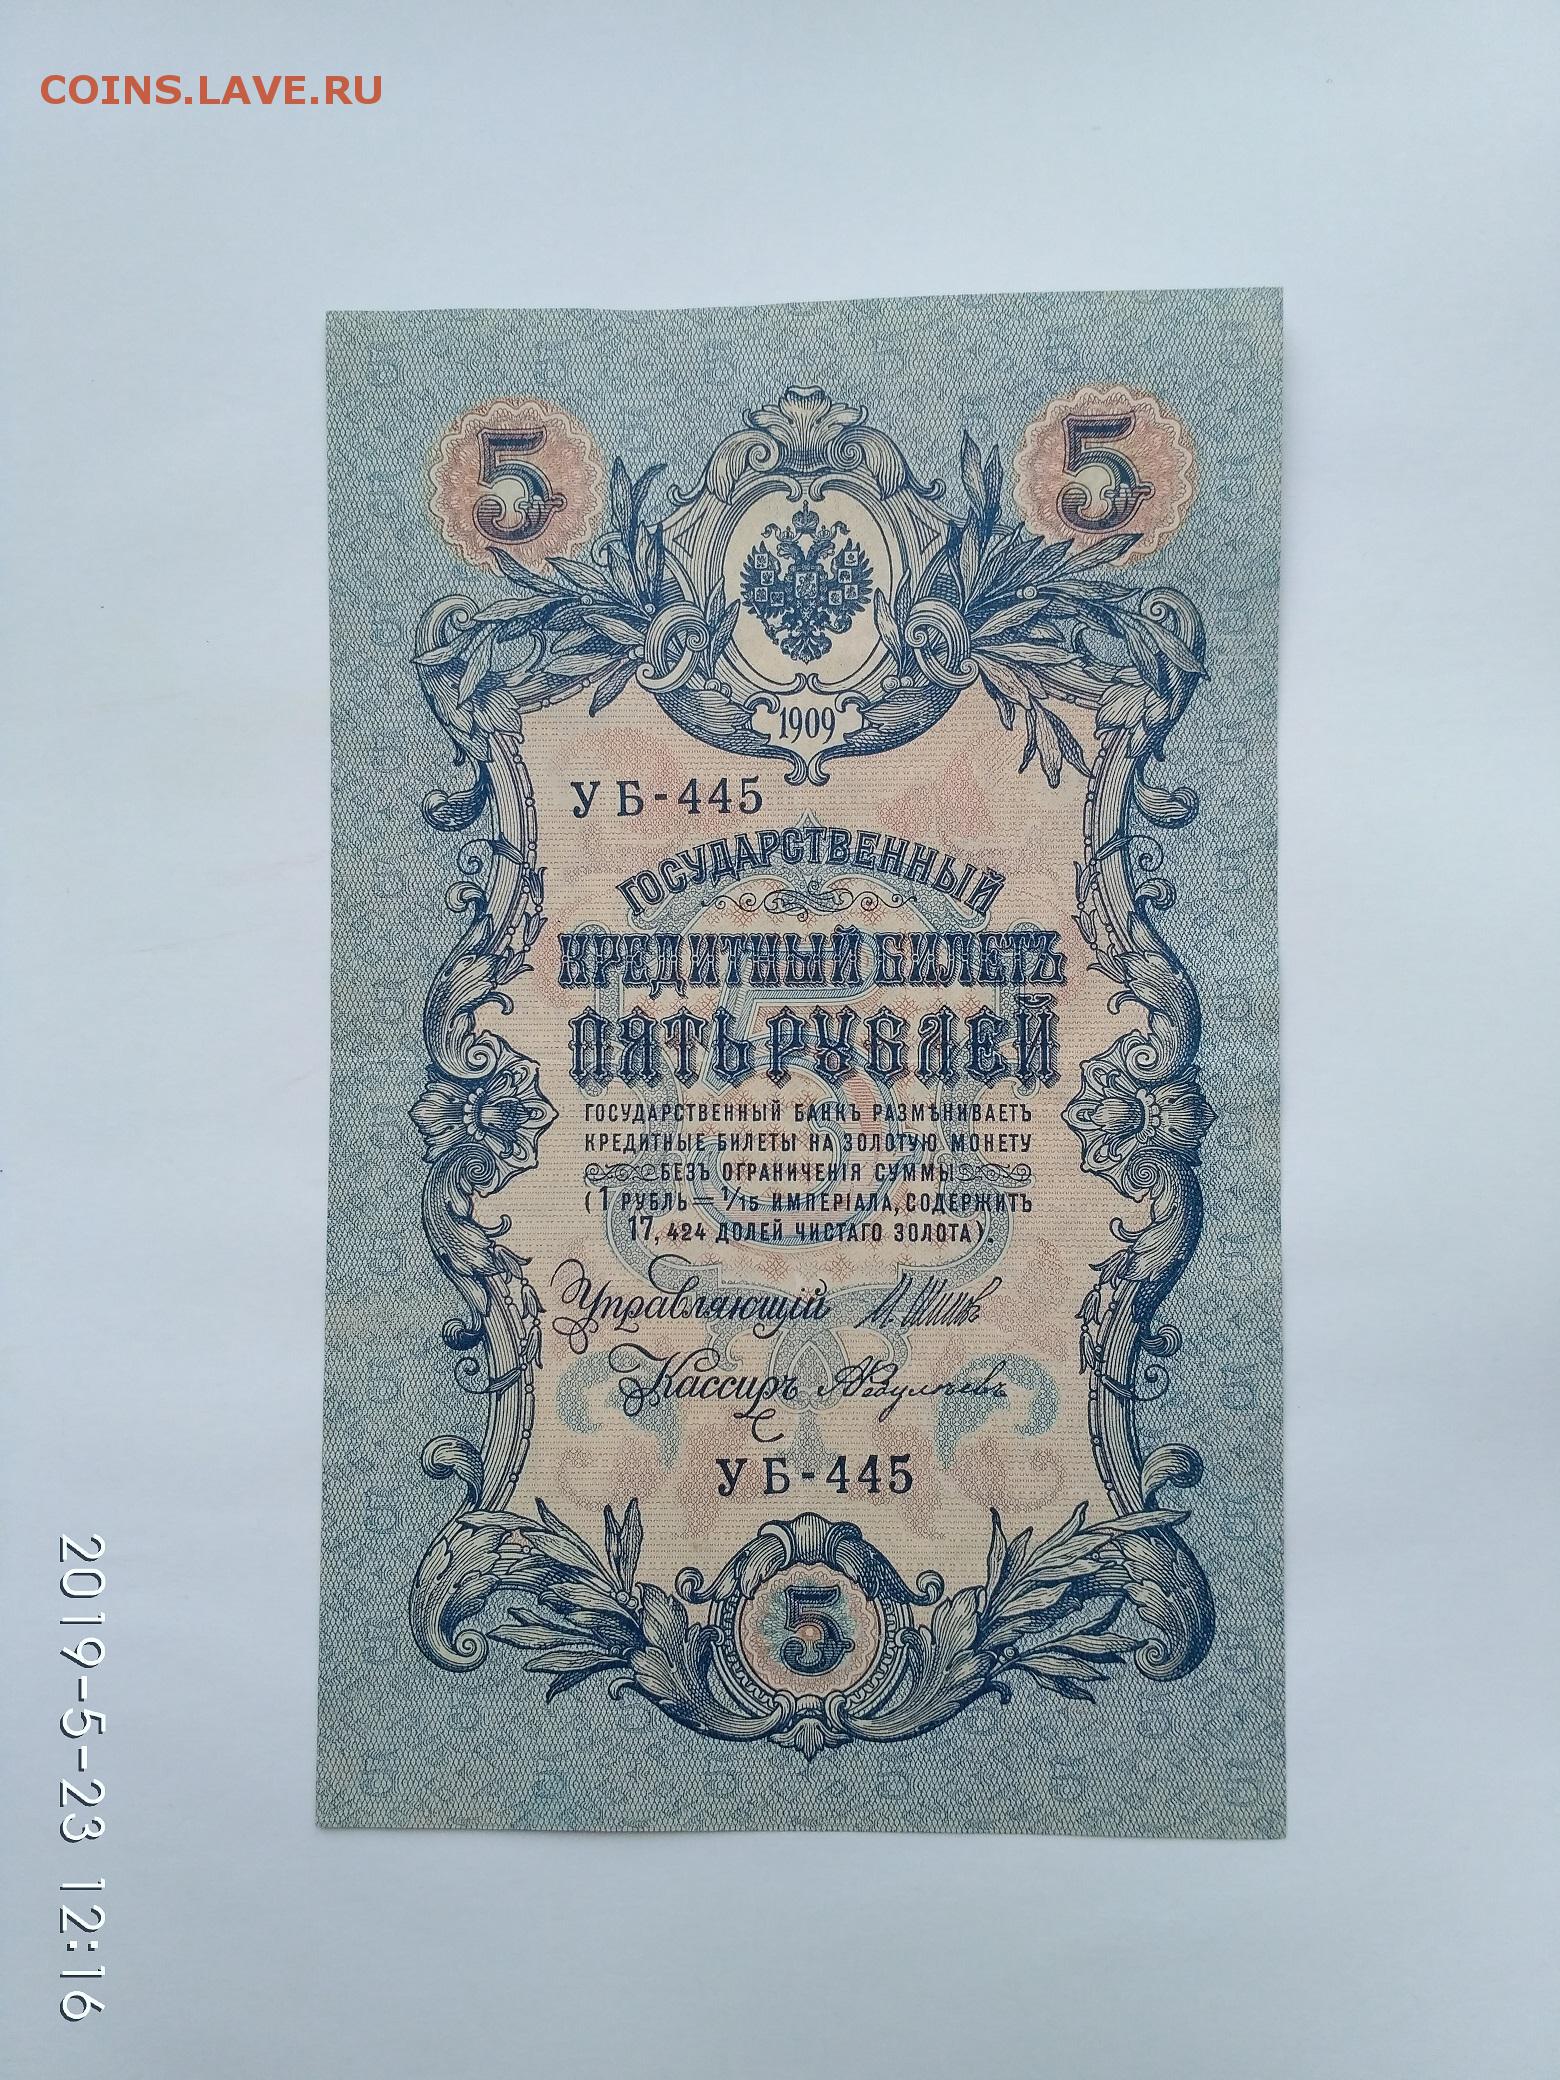 COINS.LAVE.RU
5 5
1909
УБ-445
ГОСУДАРСТВЕННЫЙ
КРЕДИТНЫЙ БИЛЕТЪ
ПЯТЬ РУБЛЕЙ
ГОСУДАРСТВЕННЫЙ БАНКЪ РАЗМѢНИВАЕТЪ
КРЕДИТНЫЕ БИЛЕТЫ НА ЗОЛОТУЮ МОНЕТУ
БЕЗЪ ОГРАНИЧЕНІЯ СУММЫ
(1 РУБЛЬ = 1/15 ИМПЕРІАЛА, СОДЕРЖИТЪ
17,424 ДОЛЕЙ ЧИСТАГО ЗОЛОТА).
Управляющій И. Шипов
Кассиръ
УБ-445
5
2019-5-23 12:16